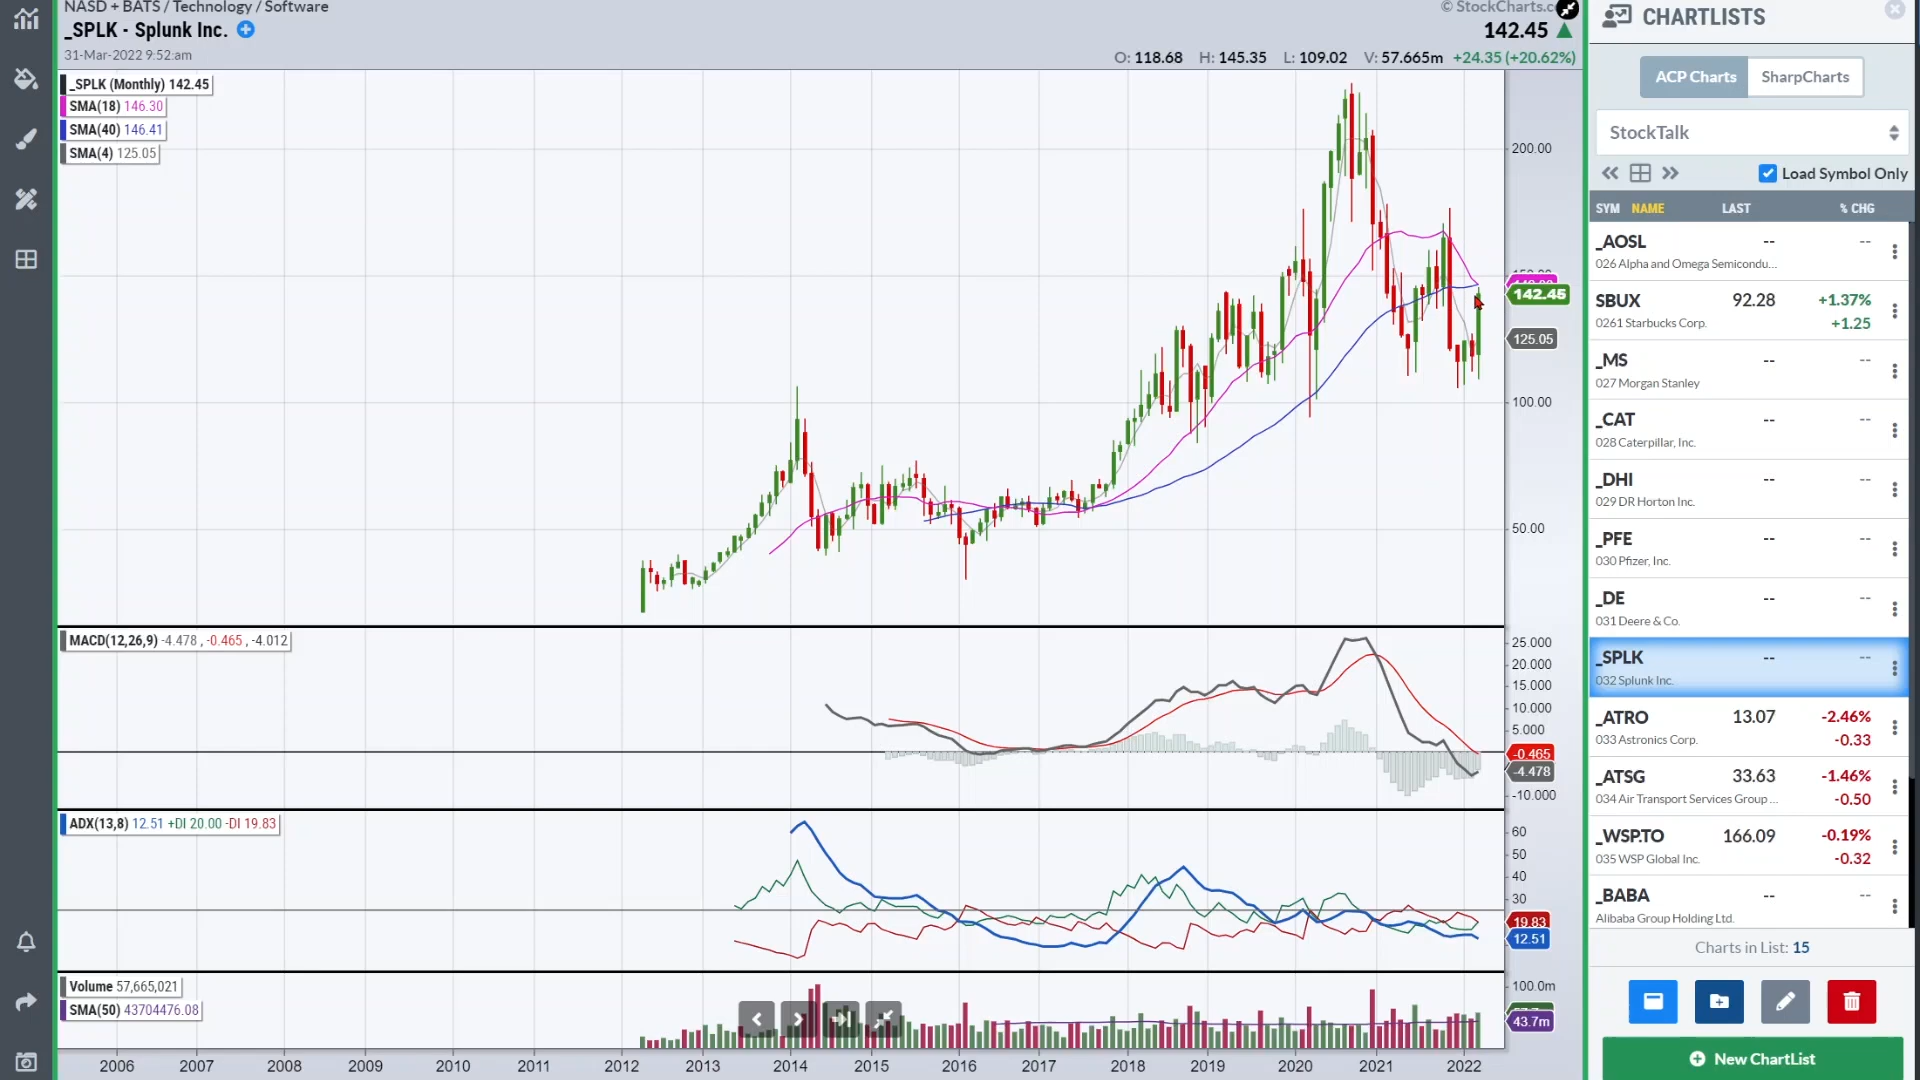 NASD + BATS / Technology / Software
© StockCharts.c
_SPLK - Splunk Inc.
142.45
31-Mar-2022 9:52am
O: 118.68 H: 145.35 L: 109.02 V: 57.665m +24.35 (+20.62%)
_SPLK (Monthly) 142.45
SMA(18) 146.30
SMA(40) 146.41
SMA(4) 125.05
200.00
142.45
125.05
100.00
50.00
MACD(12,26,9) -4.478 , -0.465 , -4.012
25.000
20.000
15.000
10.000
5.000
-0.465
-4.478
-10.000
ADX(13,8) 12.51 +DI 20.00 -DI 19.83
60
50
40
30
19.83
12.51
Volume 57,665,021
SMA(50) 43704476.08
100.0m
43.7m
2006 2007 2008 2009 2010 2011 2012 2013 2014 2015 2016 2017 2018 2019 2020 2021 2022
CHARTLISTS
ACP Charts SharpCharts
StockTalk
Load Symbol Only
SYM NAME LAST % CHG
_AOSL -- --
026 Alpha and Omega Semicondu...
SBUX 92.28 +1.37%
0261 Starbucks Corp. +1.25
_MS -- --
027 Morgan Stanley
_CAT -- --
028 Caterpillar, Inc.
_DHI -- --
029 DR Horton Inc.
_PFE -- --
030 Pfizer, Inc.
_DE -- --
031 Deere & Co.
_SPLK -- --
032 Splunk Inc.
_ATRO 13.07 -2.46%
033 Astronics Corp. -0.33
_ATSG 33.63 -1.46%
034 Air Transport Services Group ... -0.50
_WSP.TO 166.09 -0.19%
035 WSP Global Inc. -0.32
_BABA -- --
Alibaba Group Holding Ltd.
Charts in List: 15
New ChartList